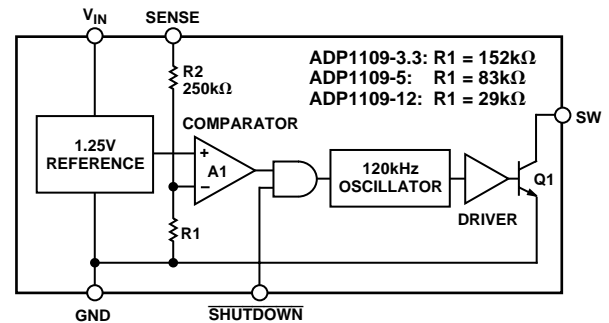 VIN
SENSE
R2
250kΩ
ADP1109-3.3: R1 = 152kΩ
ADP1109-5: R1 = 83kΩ
ADP1109-12: R1 = 29kΩ
SW
COMPARATOR
1.25V
REFERENCE
+
A1
−
120kHz
OSCILLATOR
Q1
DRIVER
R1
GND
SHUTDOWN